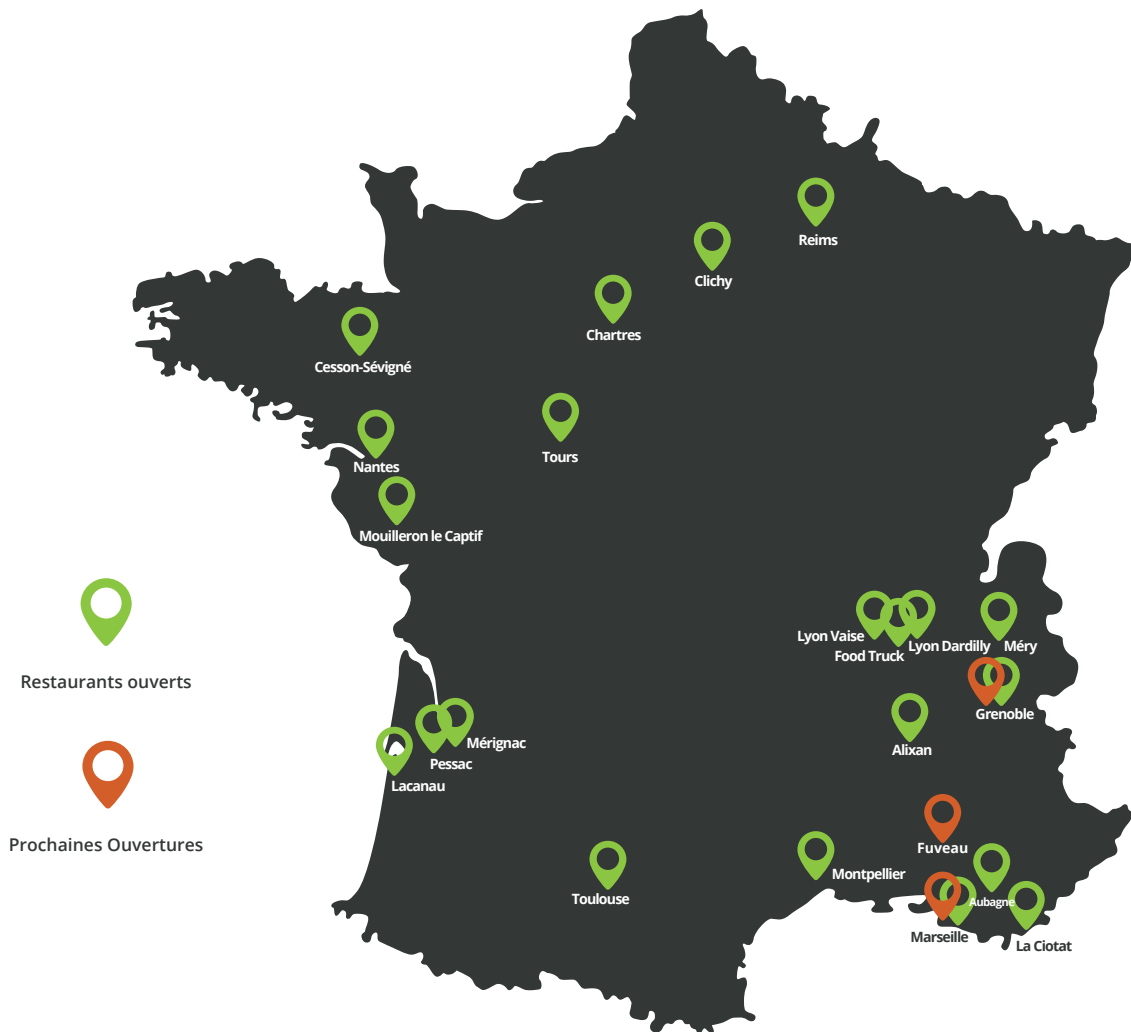 Reims
Clichy
Chartres
Cesson-Sévigné
Tours
Nantes
Mouilleron le Captif
Lyon Vaise
Lyon Dardilly
Méry
Food Truck
Restaurants ouverts
Grenoble
Mérignac
Alixan
Pessac
Lacanau
Prochaines Ouvertures
Fuveau
Montpellier
Toulouse
Aubagne
Marseille
La Ciotat